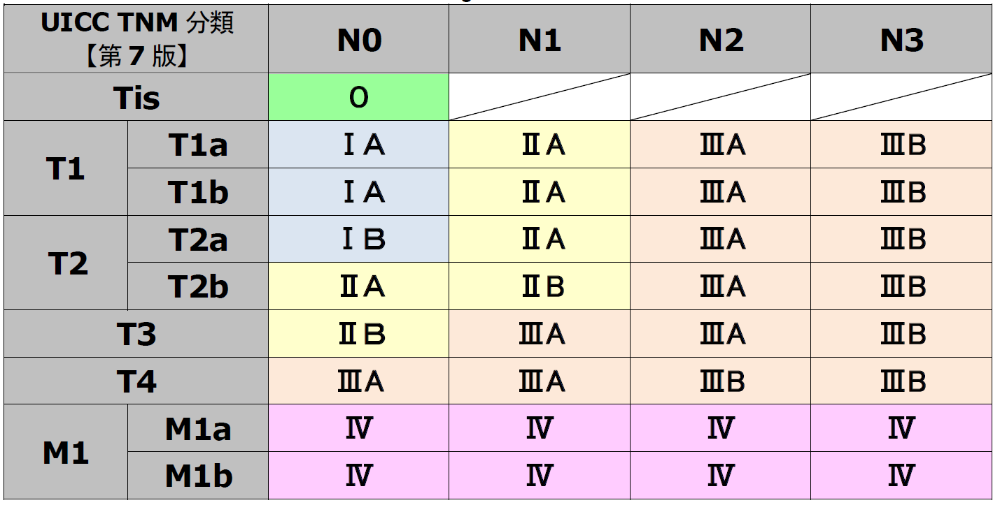 UICC TNM 分類 N0 N1 N2 N3
【第7版】
Tis 0
T1 T1a ⅠA ⅡA ⅢA ⅢB
T1b ⅠA ⅡA ⅢA ⅢB
T2 T2a ⅠB ⅡA ⅢA ⅢB
T2b ⅡA ⅡB ⅢA ⅢB
T3 ⅡB ⅢA ⅢA ⅢB
T4 ⅢA ⅢA ⅢB ⅢB
M1 M1a Ⅳ Ⅳ Ⅳ Ⅳ
M1b Ⅳ Ⅳ Ⅳ Ⅳ